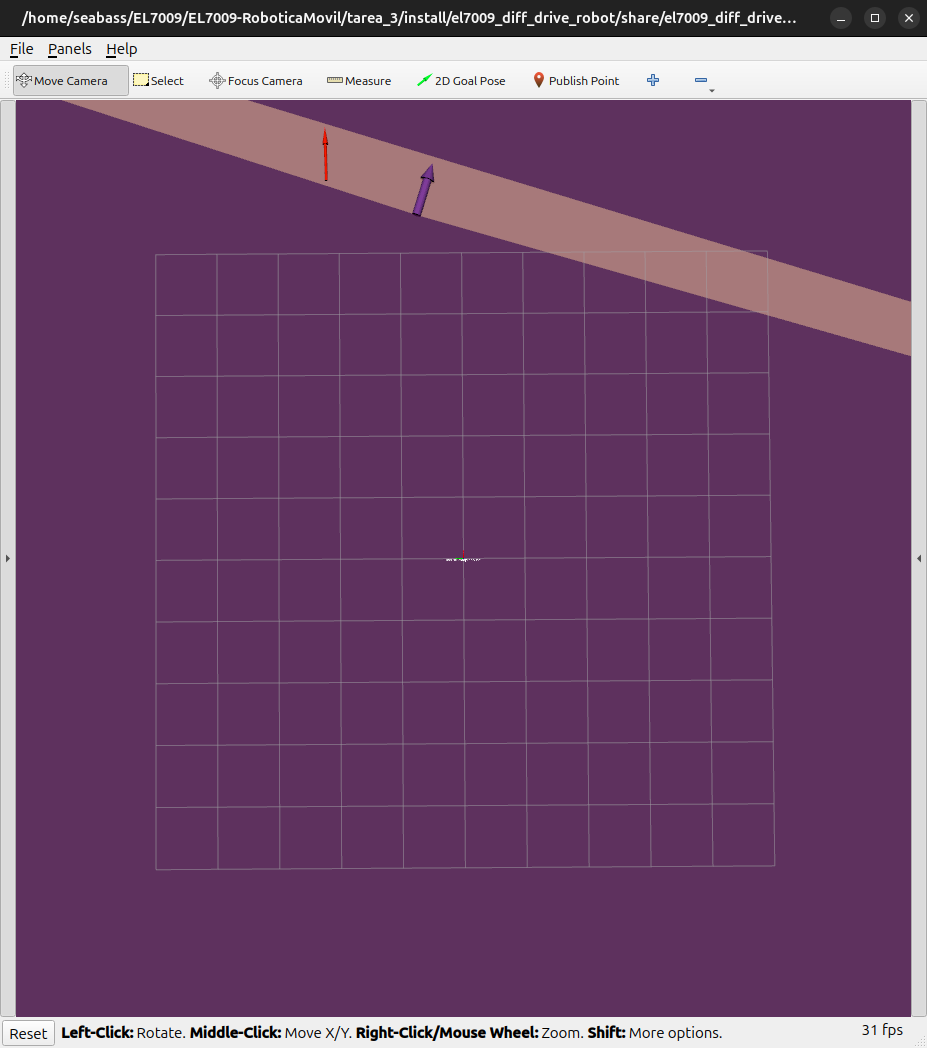 /home/seabass/EL7009/EL7009-RoboticaMovil/tarea_3/install/el7009_diff_drive_robot/share/el7009_diff_drive...
File Panels Help
Move Camera Select Focus Camera Measure 2D Goal Pose Publish Point
Reset Left-Click: Rotate. Middle-Click: Move X/Y. Right-Click/Mouse Wheel: Zoom. Shift: More options. 31 fps